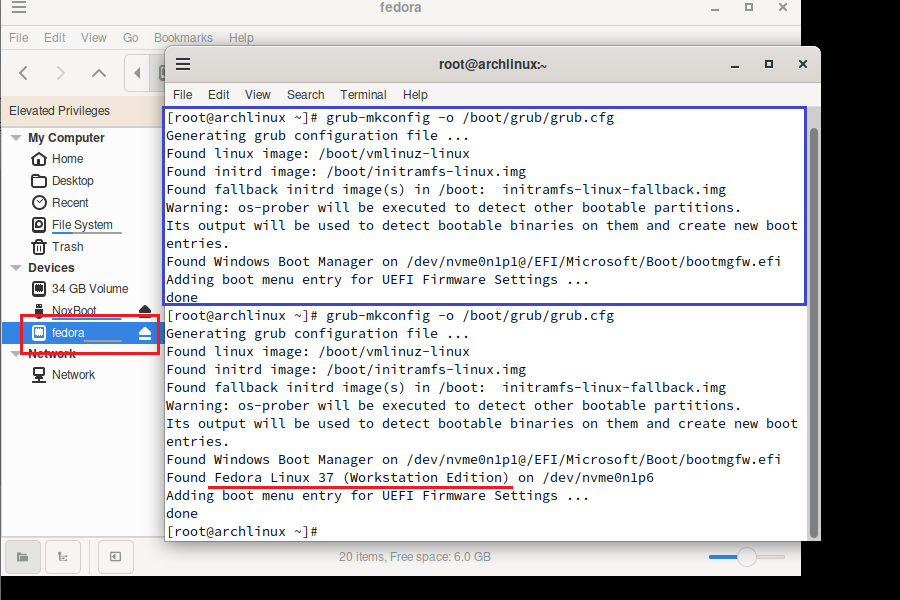 fedora
File Edit View Go Bookmarks Help
Elevated Privileges
My Computer
Home
Desktop
Recent
File System
Trash
Devices
34 GB Volume
NoxBoot
fedora
Network
Network
20 items, Free space: 6.0 GB
root@archlinux:~
File Edit View Search Terminal Help
[root@archlinux ~]# grub-mkconfig -o /boot/grub/grub.cfg
Generating grub configuration file ...
Found linux image: /boot/vmlinuz-linux
Found initrd image: /boot/initramfs-linux.img
Found fallback initrd image(s) in /boot:  initramfs-linux-fallback.img
Warning: os-prober will be executed to detect other bootable partitions.
Its output will be used to detect bootable binaries on them and create new boot
entries.
Found Windows Boot Manager on /dev/nvme0n1p1@/EFI/Microsoft/Boot/bootmgfw.efi
Adding boot menu entry for UEFI Firmware Settings ...
done
[root@archlinux ~]# grub-mkconfig -o /boot/grub/grub.cfg
Generating grub configuration file ...
Found linux image: /boot/vmlinuz-linux
Found initrd image: /boot/initramfs-linux.img
Found fallback initrd image(s) in /boot:  initramfs-linux-fallback.img
Warning: os-prober will be executed to detect other bootable partitions.
Its output will be used to detect bootable binaries on them and create new boot
entries.
Found Windows Boot Manager on /dev/nvme0n1p1@/EFI/Microsoft/Boot/bootmgfw.efi
Found Fedora Linux 37 (Workstation Edition) on /dev/nvme0n1p6
Adding boot menu entry for UEFI Firmware Settings ...
done
[root@archlinux ~]#